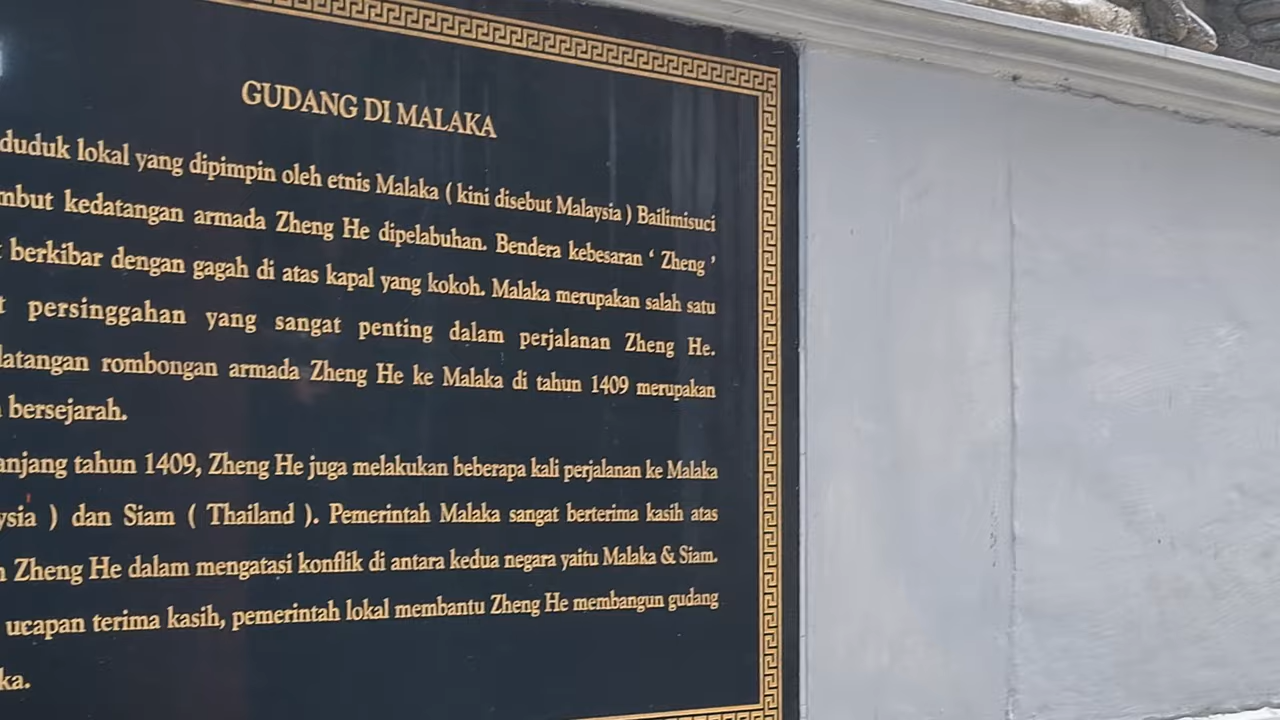 GUDANG DI MALAKA
duduk lokal yang dipimpin oleh etnis Malaka ( kini disebut Malaysia ) Bailimisuci
mbut kedatangan armada Zheng He dipelabuhan. Bendera kebesaran ‘ Zheng ’
berkibar dengan gagah di atas kapal yang kokoh. Malaka merupakan salah satu
persinggahan yang sangat penting dalam perjalanan Zheng He.
latangan rombongan armada Zheng He ke Malaka di tahun 1409 merupakan
bersejarah.
anjang tahun 1409, Zheng He juga melakukan beberapa kali perjalanan ke Malaka
ysia ) dan Siam ( Thailand ). Pemerintah Malaka sangat berterima kasih atas
Zheng He dalam mengatasi konflik di antara kedua negara yaitu Malaka & Siam.
ucapan terima kasih, pemerintah lokal membantu Zheng He membangun gudang
ka.